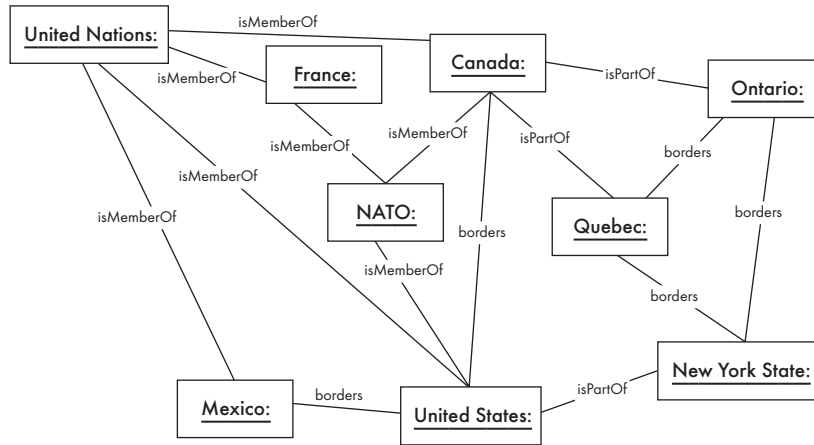 isMemberOf
United Nations:
Canada:
France:
isMemberOf
isPartOf
Ontario:
isMemberOf
isMemberOf
isPartOf
borders
isMemberOf
NATO:
isMemberOf
Quebec:
borders
borders
isMemberOf
borders
New York State:
Mexico:
borders
United States:
isPartOf